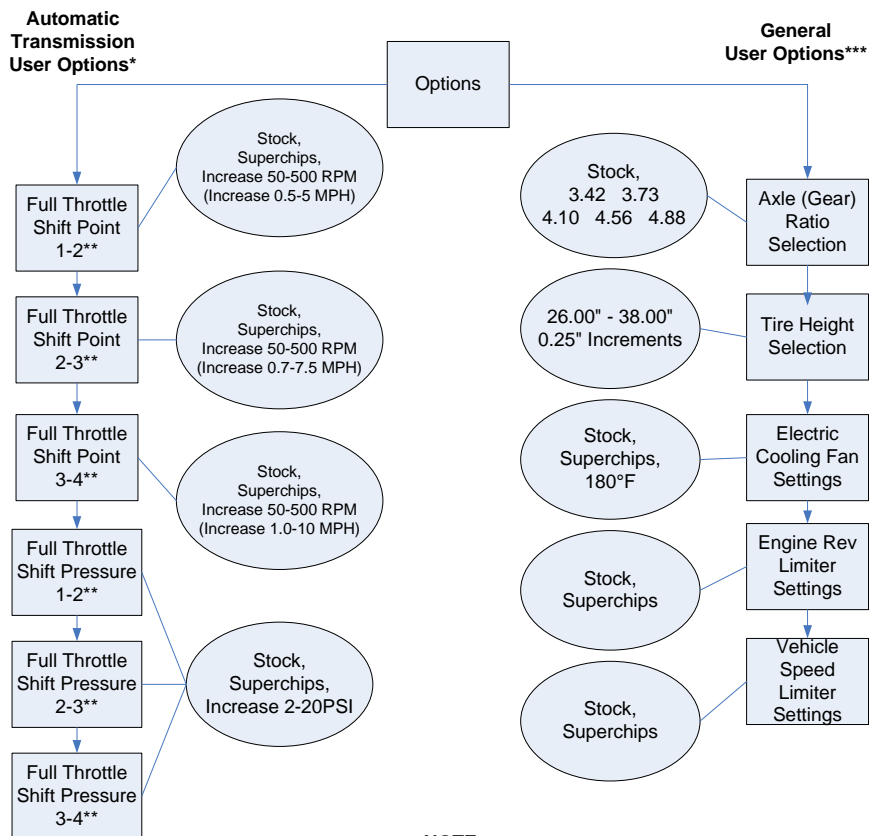 Automatic
Transmission
User Options*
Options
General
User Options***
Full Throttle
Shift Point
1-2**
Stock,
Superchips,
Increase 50-500 RPM
(Increase 0.5-5 MPH)
Full Throttle
Shift Point
2-3**
Stock,
Superchips,
Increase 50-500 RPM
(Increase 0.7-7.5 MPH)
Full Throttle
Shift Point
3-4**
Stock,
Superchips,
Increase 50-500 RPM
(Increase 1.0-10 MPH)
Full Throttle
Shift Pressure
1-2**
Full Throttle
Shift Pressure
2-3**
Full Throttle
Shift Pressure
3-4**
Stock,
Superchips,
Increase 2-20PSI
Stock,
3.42 3.73
4.10 4.56 4.88
Axle (Gear)
Ratio
Selection
26.00" - 38.00"
0.25" Increments
Tire Height
Selection
Stock,
Superchips,
180°F
Electric
Cooling Fan
Settings
Stock,
Superchips
Engine Rev
Limiter
Settings
Stock,
Superchips
Vehicle
Speed
Limiter
Settings